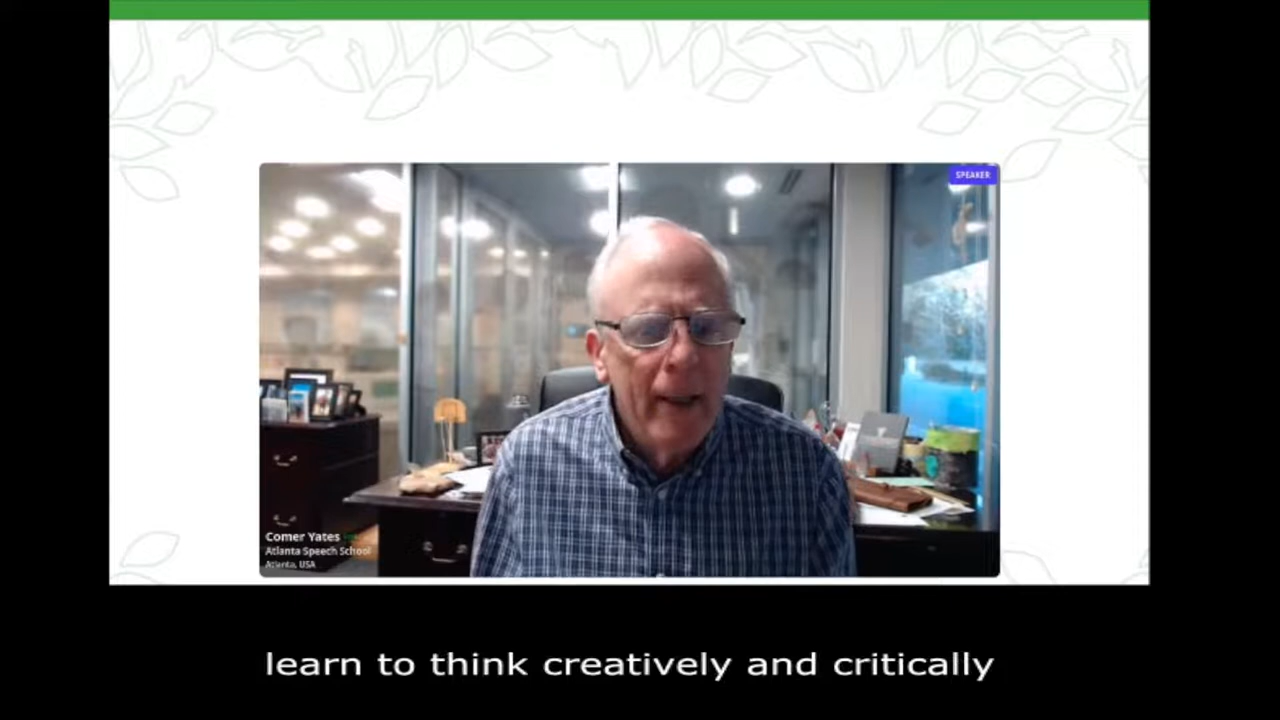 SPEAKER
Comer Yates
Atlanta Speech School
Atlanta, USA
learn to think creatively and critically